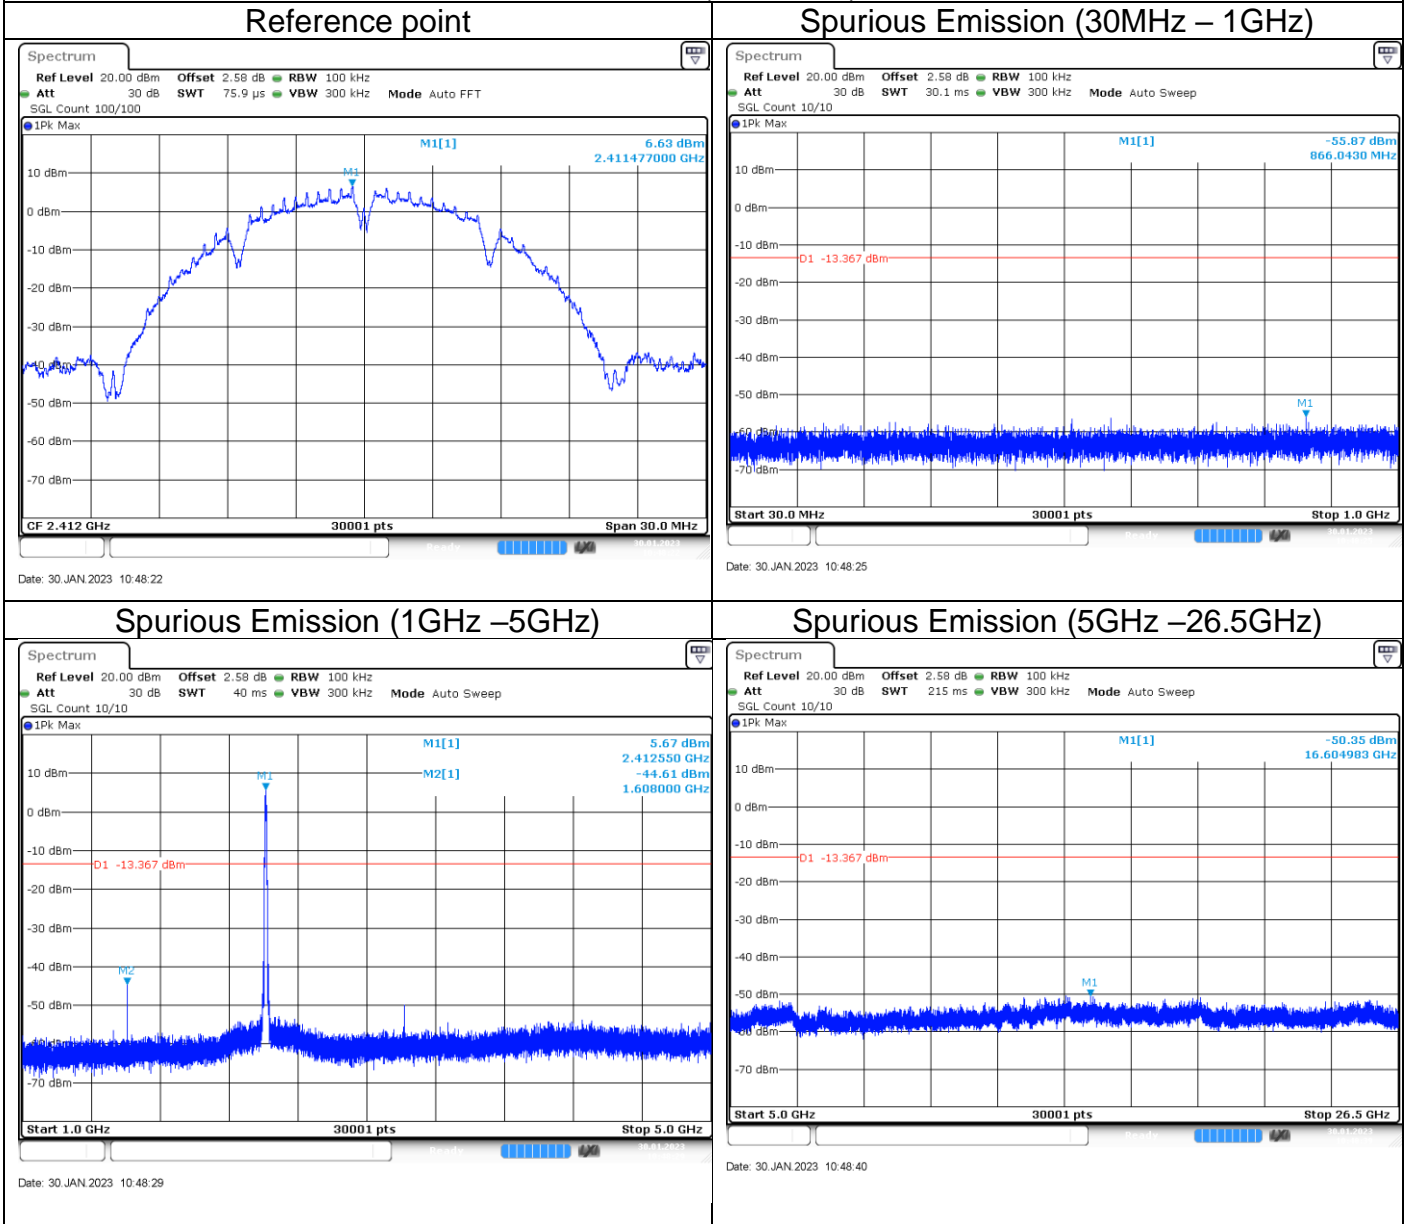 Reference point
Spectrum
Ref Level 20.00 dBm Offset 2.58 dB RBW 100 kHz
Att 30 dB SWT 75.9 µs VBW 300 kHz Mode Auto FFT
SGL Count 100/100
1Pk Max
M1[1] 6.63 dBm
2.411477000 GHz
M1
10 dBm
0 dBm
-10 dBm
-20 dBm
-30 dBm
-40 dBm
-50 dBm
-60 dBm
-70 dBm
CF 2.412 GHz 30001 pts Span 30.0 MHz
Date: 30.JAN.2023 10:48:22
Spurious Emission (30MHz – 1GHz)
Spectrum
Ref Level 20.00 dBm Offset 2.58 dB RBW 100 kHz
Att 30 dB SWT 30.1 ms VBW 300 kHz Mode Auto Sweep
SGL Count 10/10
1Pk Max
M1[1] -55.87 dBm
866.0430 MHz
10 dBm
0 dBm
-10 dBm
D1 -13.367 dBm
-20 dBm
-30 dBm
-40 dBm
-50 dBm
M1
-60 dBm
-70 dBm
Start 30.0 MHz 30001 pts Stop 1.0 GHz
Date: 30.JAN.2023 10:48:25
Spurious Emission (1GHz –5GHz)
Spectrum
Ref Level 20.00 dBm Offset 2.58 dB RBW 100 kHz
Att 30 dB SWT 40 ms VBW 300 kHz Mode Auto Sweep
SGL Count 10/10
1Pk Max
M1[1] 5.67 dBm
2.412550 GHz
M2[1] -44.61 dBm
1.608000 GHz
10 dBm
M1
0 dBm
-10 dBm
D1 -13.367 dBm
-20 dBm
-30 dBm
-40 dBm
M2
-50 dBm
-70 dBm
Start 1.0 GHz 30001 pts Stop 5.0 GHz
Date: 30.JAN.2023 10:48:29
Spurious Emission (5GHz –26.5GHz)
Spectrum
Ref Level 20.00 dBm Offset 2.58 dB RBW 100 kHz
Att 30 dB SWT 215 ms VBW 300 kHz Mode Auto Sweep
SGL Count 10/10
1Pk Max
M1[1] -50.35 dBm
16.604983 GHz
10 dBm
0 dBm
-10 dBm
D1 -13.367 dBm
-20 dBm
-30 dBm
-40 dBm
M1
-50 dBm
-60 dBm
-70 dBm
Start 5.0 GHz 30001 pts Stop 26.5 GHz
Date: 30.JAN.2023 10:48:40